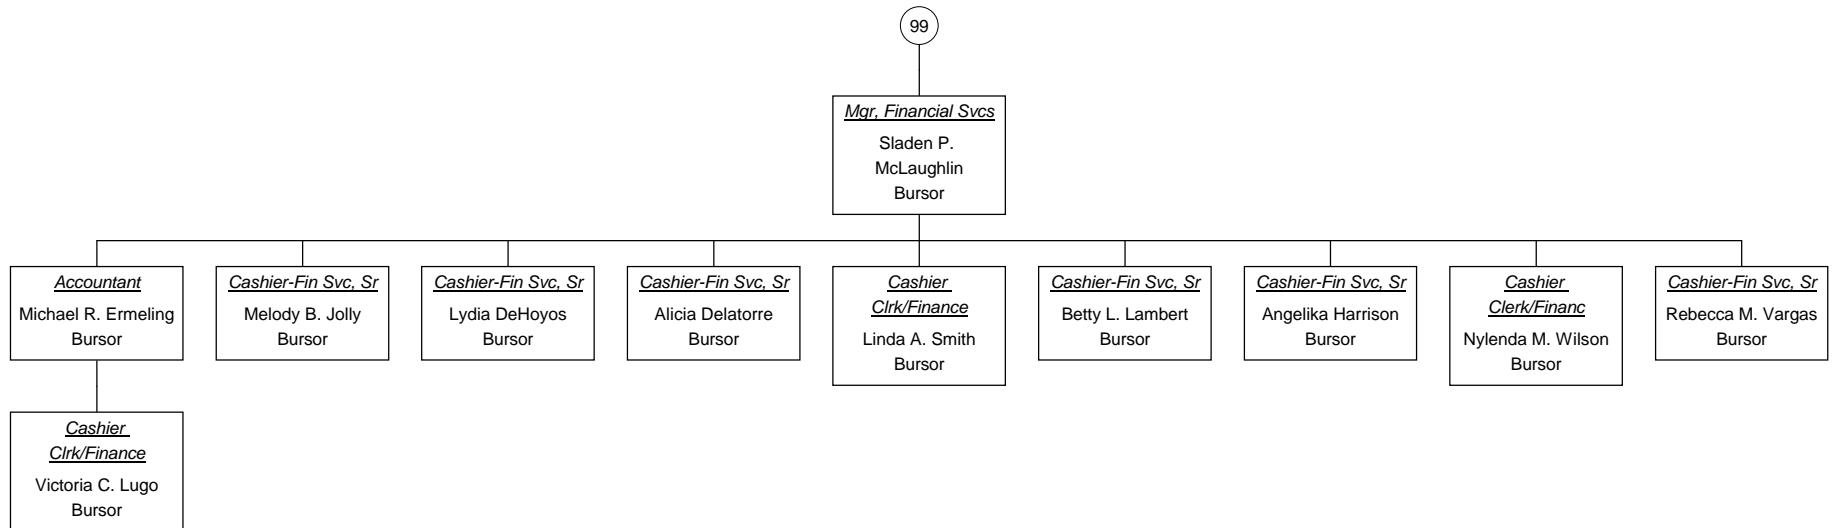 99
Mgr, Financial Svcs
Sladen P.
McLaughlin
Bursor
Accountant
Michael R. Ermeling
Bursor
Cashier-Fin Svc, Sr
Melody B. Jolly
Bursor
Cashier-Fin Svc, Sr
Lydia DeHoyos
Bursor
Cashier-Fin Svc, Sr
Alicia Delatorre
Bursor
Cashier
Clrk/Finance
Linda A. Smith
Bursor
Cashier-Fin Svc, Sr
Betty L. Lambert
Bursor
Cashier-Fin Svc, Sr
Angelika Harrison
Bursor
Cashier
Clerk/Financ
Nylenda M. Wilson
Bursor
Cashier-Fin Svc, Sr
Rebecca M. Vargas
Bursor
Cashier
Clrk/Finance
Victoria C. Lugo
Bursor